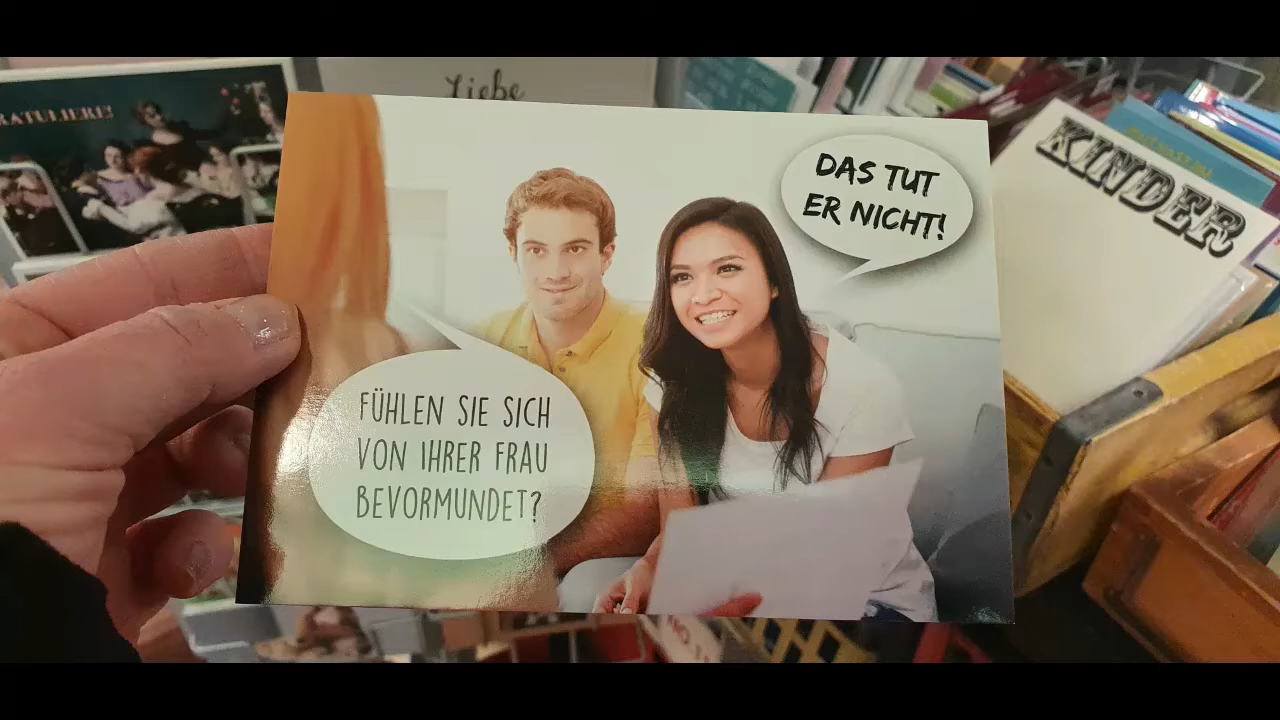 RATULIERE!
Liebe
KINDER
DAS TUT
ER NICHT!
FÜHLEN SIE SICH
VON IHRER FRAU
BEVORMUNDET?